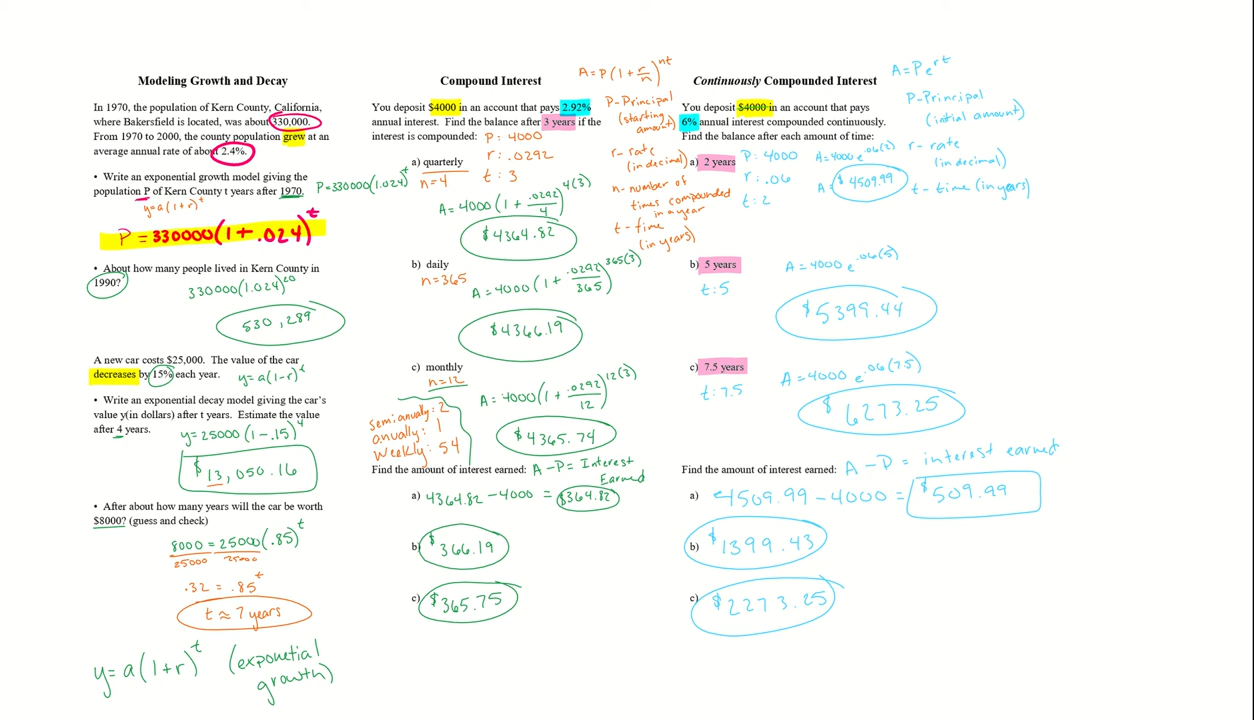 Modeling Growth and Decay
In 1970, the population of Kern County, California,
where Bakersfield is located, was about 330,000.
From 1970 to 2000, the county population grew at an
average annual rate of about 2.4%.
• Write an exponential growth model giving the
population P of Kern County t years after 1970.
y=a(1+r)^t
P=330000(1.024)^t
P = 330000(1+.024)^t
• About how many people lived in Kern County in
1990?
330000(1.024)^20
530,289
A new car costs $25,000. The value of the car
decreases by 15% each year. y=a(1-r)^t
• Write an exponential decay model giving the car's
value y(in dollars) after t years. Estimate the value
after 4 years.
y=25000(1-.15)^4
$13,050.16
• After about how many years will the car be worth
$8000? (guess and check)
8000 = 25000(.85)^t
25000 25000
.32 = .85^t
t ≈ 7 years
y=a(1+r)^t (exponetial
growth)
Compound Interest
A=P(1+r/n)^nt
You deposit $4000 in an account that pays 2.92%
annual interest. Find the balance after 3 years if the
interest is compounded:
P: 4000
r: .0292
t: 3
P-Principal
(starting
amount)
r-rate
(in decimal)
n-number of
times compounded
in a year
t-time
(in years)
a) quarterly
n=4
A=4000(1+.0292/4)^4(3)
$4364.82
b) daily
n=365
A=4000(1+.0292/365)^365(3)
$4366.19
c) monthly
n=12
A=4000(1+.0292/12)^12(3)
$4365.74
semianually: 2
anually: 1
weekly: 54
Find the amount of interest earned: A-P= Interest
Earned
a) 4364.82-4000 = $364.82
b) $366.19
c) $365.75
Continuously Compounded Interest
A=Pe^rt
You deposit $4000 in an account that pays
6% annual interest compounded continuously.
Find the balance after each amount of time:
P-Principal
(intial amount)
r-rate
(in decimal)
t-time (in years)
a) 2 years
P: 4000
r: .06
t: 2
A=4000e^.06(2)
A= $4509.99
b) 5 years
t: 5
A=4000e^.06(5)
$5399.44
c) 7.5 years
t: 7.5
A=4000e^.06(7.5)
$6273.25
Find the amount of interest earned: A-P = interest earned
a) 4509.99-4000= $509.99
b) $1399.43
c) $2273.25